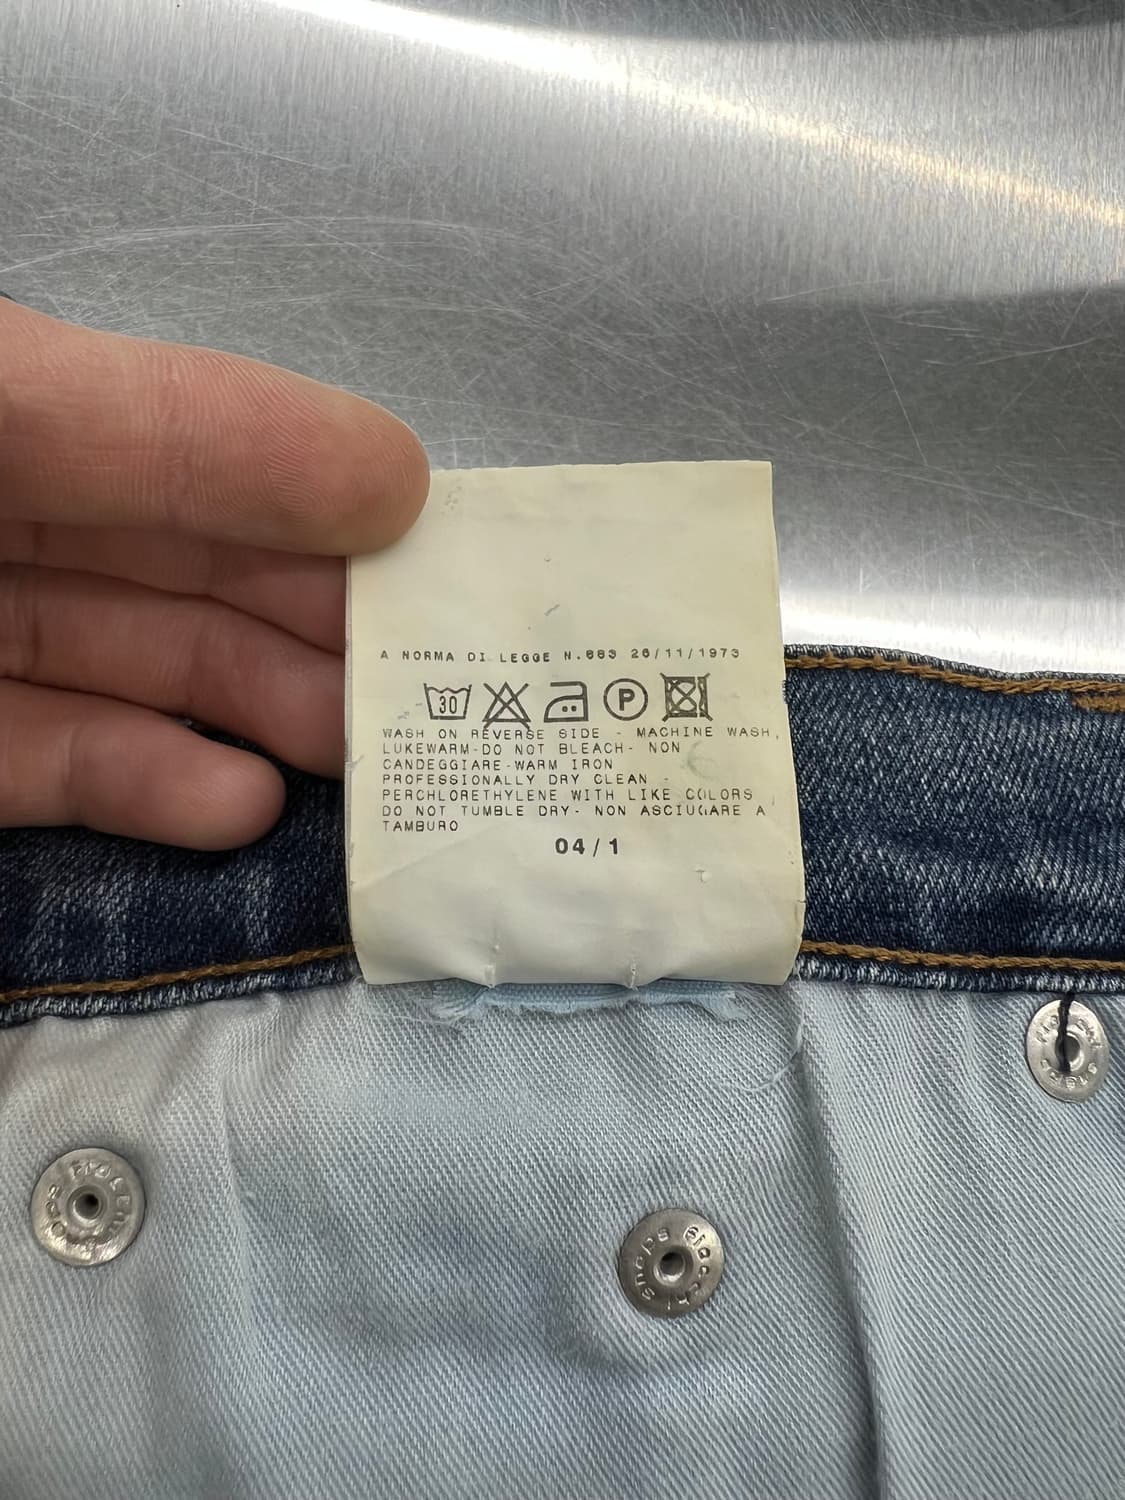 A NORMA DI LEGGE N.883 26/11/1973
30
P
WASH ON REVERSE SIDE - MACHINE WASH,
LUKEWARM-DO NOT BLEACH- NON
CANDEGGIARE-WARM IRON
PROFESSIONALLY DRY CLEAN -
PERCHLORETHYLENE WITH LIKE COLORS
DO NOT TUMBLE DRY- NON ASCIUGARE A
TAMBURO
04/1
snaps
snaps